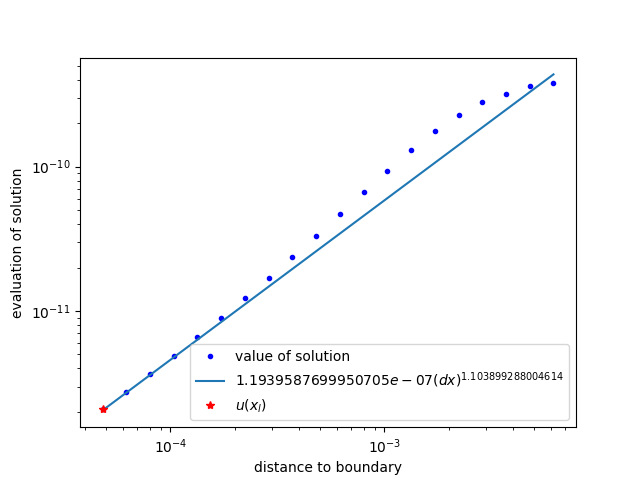 evaluation of solution
10⁻¹⁰
10⁻¹¹
value of solution
1.1939587699950705e − 07(dx)^1.103899288004614
u(x_l)
10⁻⁴
10⁻³
distance to boundary